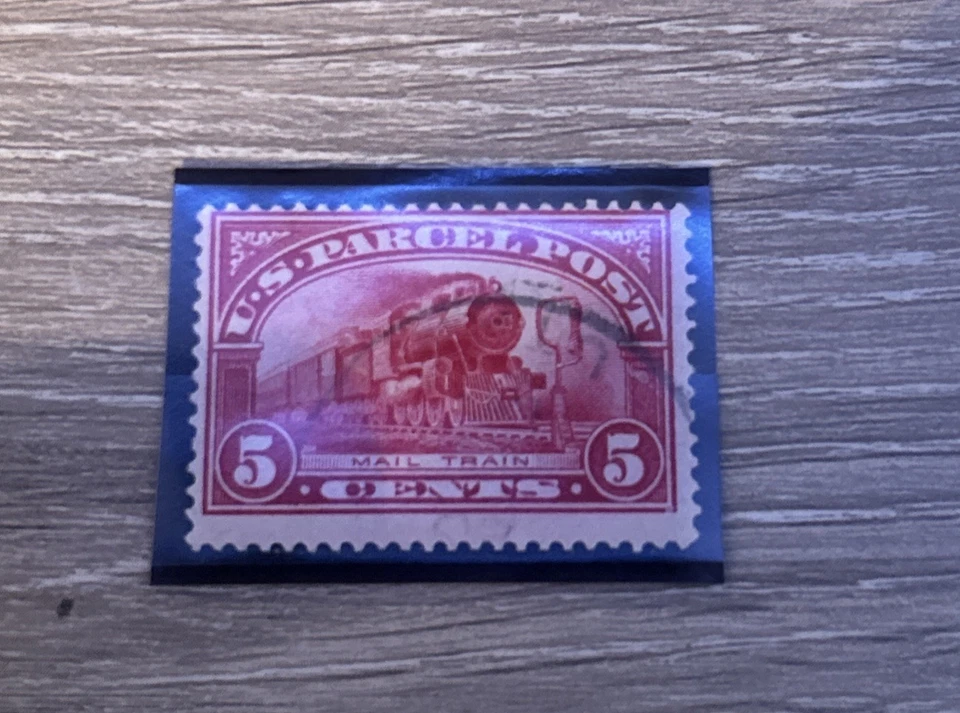 U.S. PARCEL POST
5 5
MAIL TRAIN
· CENTS ·